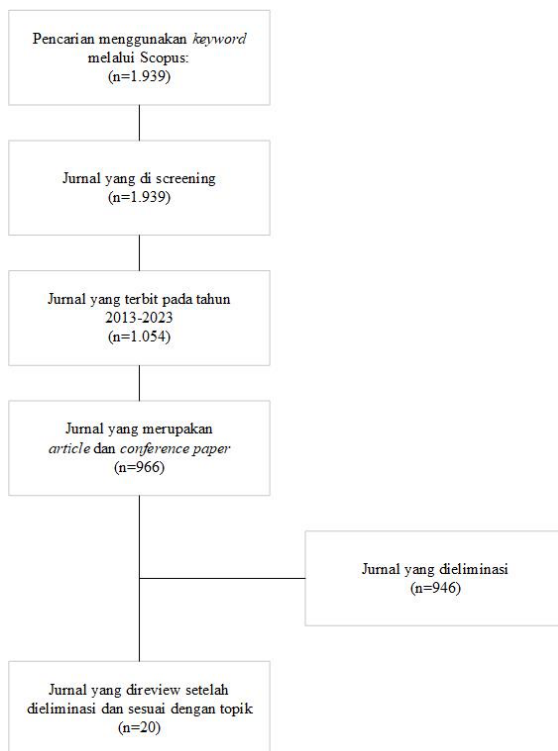 Pencarian menggunakan keyword
melalui Scopus:
(n=1.939)
Jurnal yang di screening
(n=1.939)
Jurnal yang terbit pada tahun
2013-2023
(n=1.054)
Jurnal yang merupakan
article dan conference paper
(n=966)
Jurnal yang dieliminasi
(n=946)
Jurnal yang direview setelah
dieliminasi dan sesuai dengan topik
(n=20)